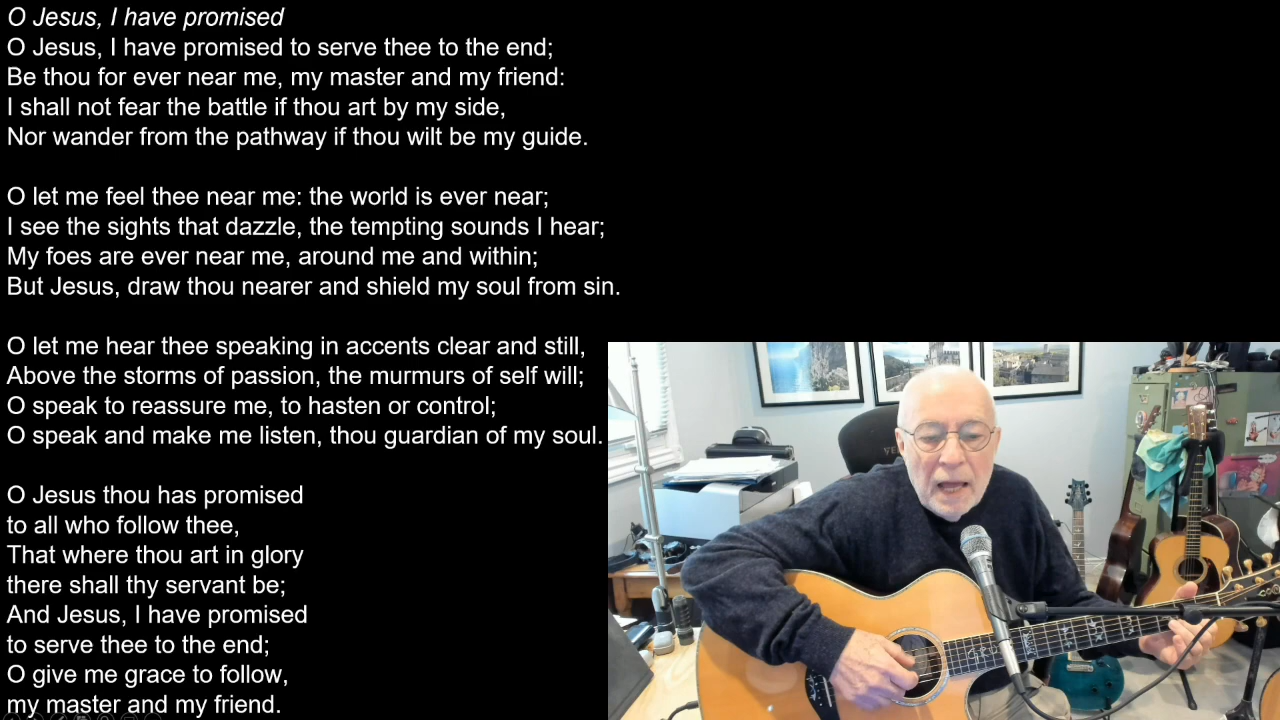 O Jesus, I have promised
O Jesus, I have promised to serve thee to the end;
Be thou for ever near me, my master and my friend:
I shall not fear the battle if thou art by my side,
Nor wander from the pathway if thou wilt be my guide.
O let me feel thee near me: the world is ever near;
I see the sights that dazzle, the tempting sounds I hear;
My foes are ever near me, around me and within;
But Jesus, draw thou nearer and shield my soul from sin.
O let me hear thee speaking in accents clear and still,
Above the storms of passion, the murmurs of self will;
O speak to reassure me, to hasten or control;
O speak and make me listen, thou guardian of my soul.
O Jesus thou has promised
to all who follow thee,
That where thou art in glory
there shall thy servant be;
And Jesus, I have promised
to serve thee to the end;
O give me grace to follow,
my master and my friend.